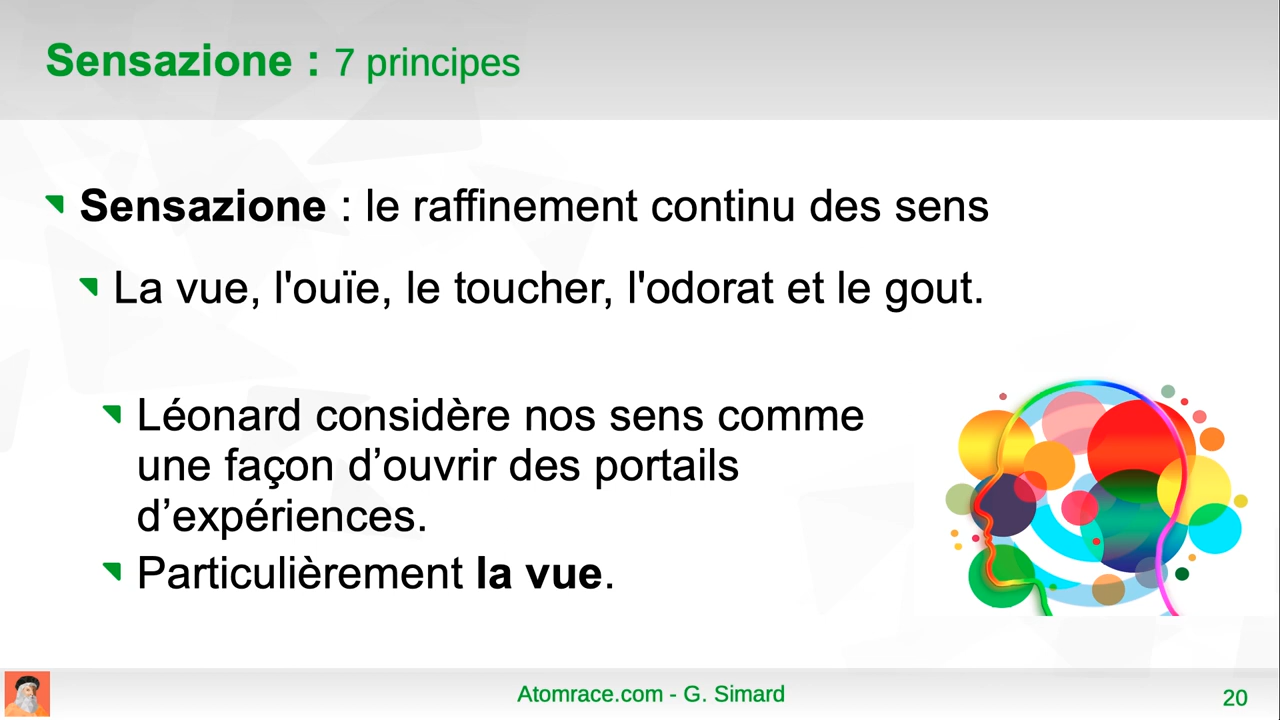 Sensazione : 7 principes
Sensazione : le raffinement continu des sens
La vue, l'ouïe, le toucher, l'odorat et le gout.
Léonard considère nos sens comme
une façon d’ouvrir des portails
d’expériences.
Particulièrement la vue.
Atomrace.com - G. Simard
20